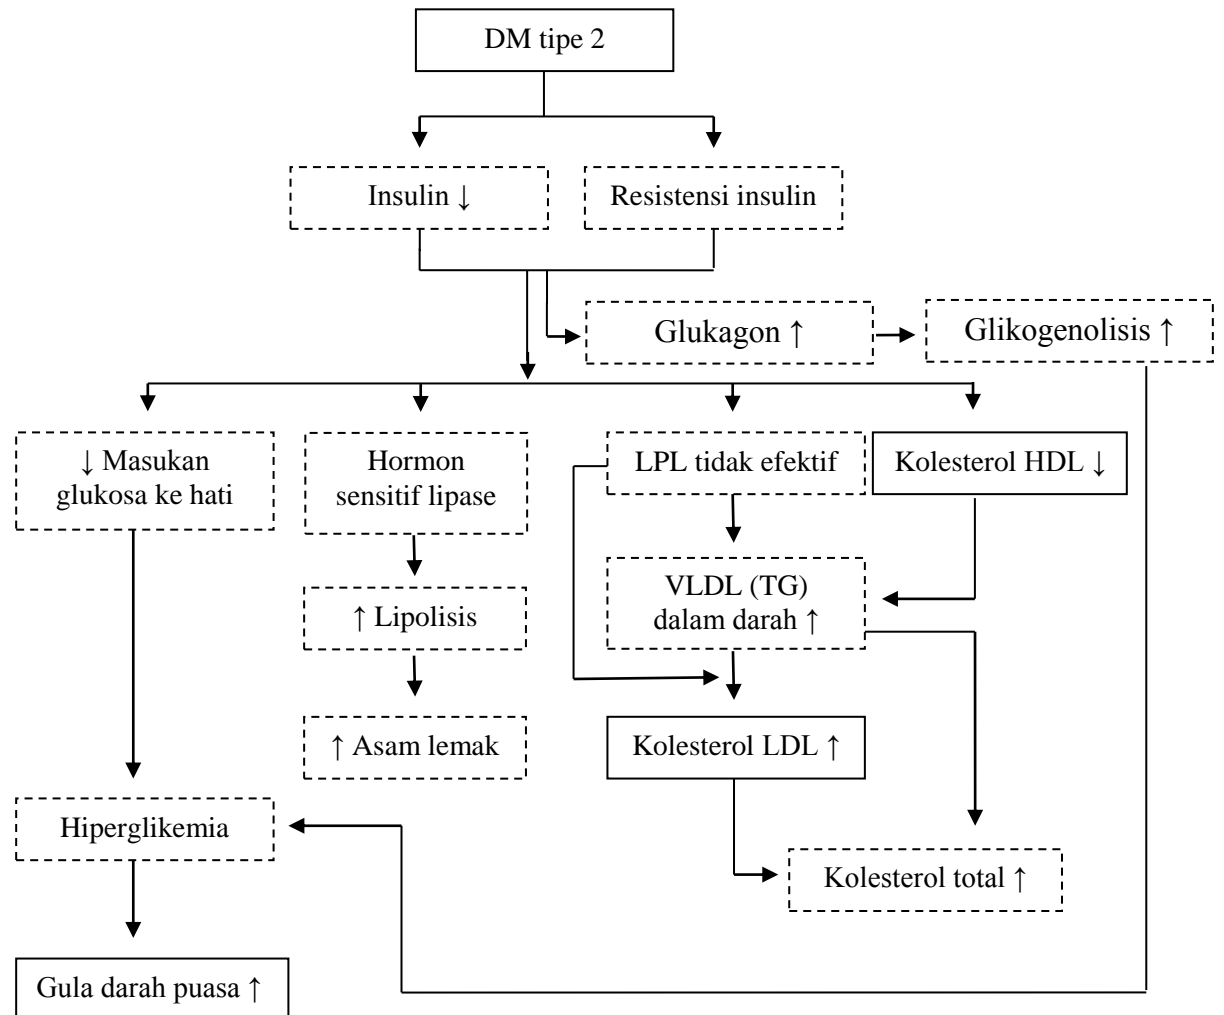 DM tipe 2
Insulin ↓
Resistensi insulin
Glukagon ↑
Glikogenolisis ↑
↓ Masukan
glukosa ke hati
Hormon
sensitif lipase
LPL tidak efektif
Kolesterol HDL ↓
VLDL (TG)
dalam darah ↑
↑ Lipolisis
↑ Asam lemak
Kolesterol LDL ↑
Hiperglikemia
Kolesterol total ↑
Gula darah puasa ↑